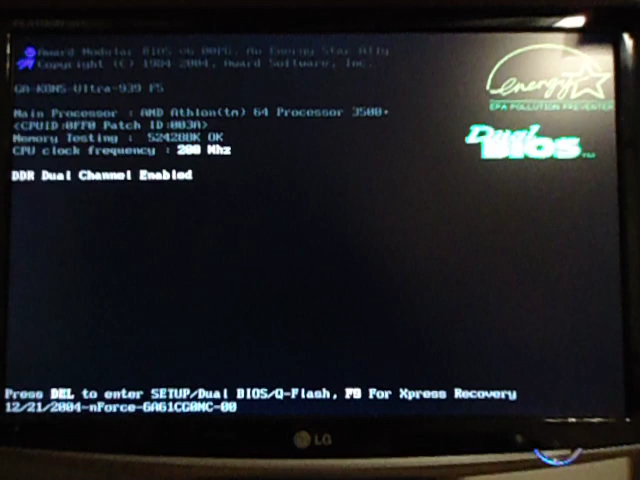 Award Modular BIOS v6.00PG, An Energy Star Ally
Copyright (C) 1984-2004, Award Software, Inc.
energy
EPA POLLUTION PREVENTER
GA-K8NS-Ultra-939 F5
Main Processor : AMD Athlon(tm) 64 Processor 3500+
<CPUID:0FF0 Patch ID:003A>
Memory Testing : 524288K OK
CPU clock frequency : 200 Mhz
Dual
BIOS™
DDR Dual Channel Enabled
Press DEL to enter SETUP/Dual BIOS/Q-Flash, F9 For Xpress Recovery
12/21/2004-nForce-6A61CG0MC-00
LG